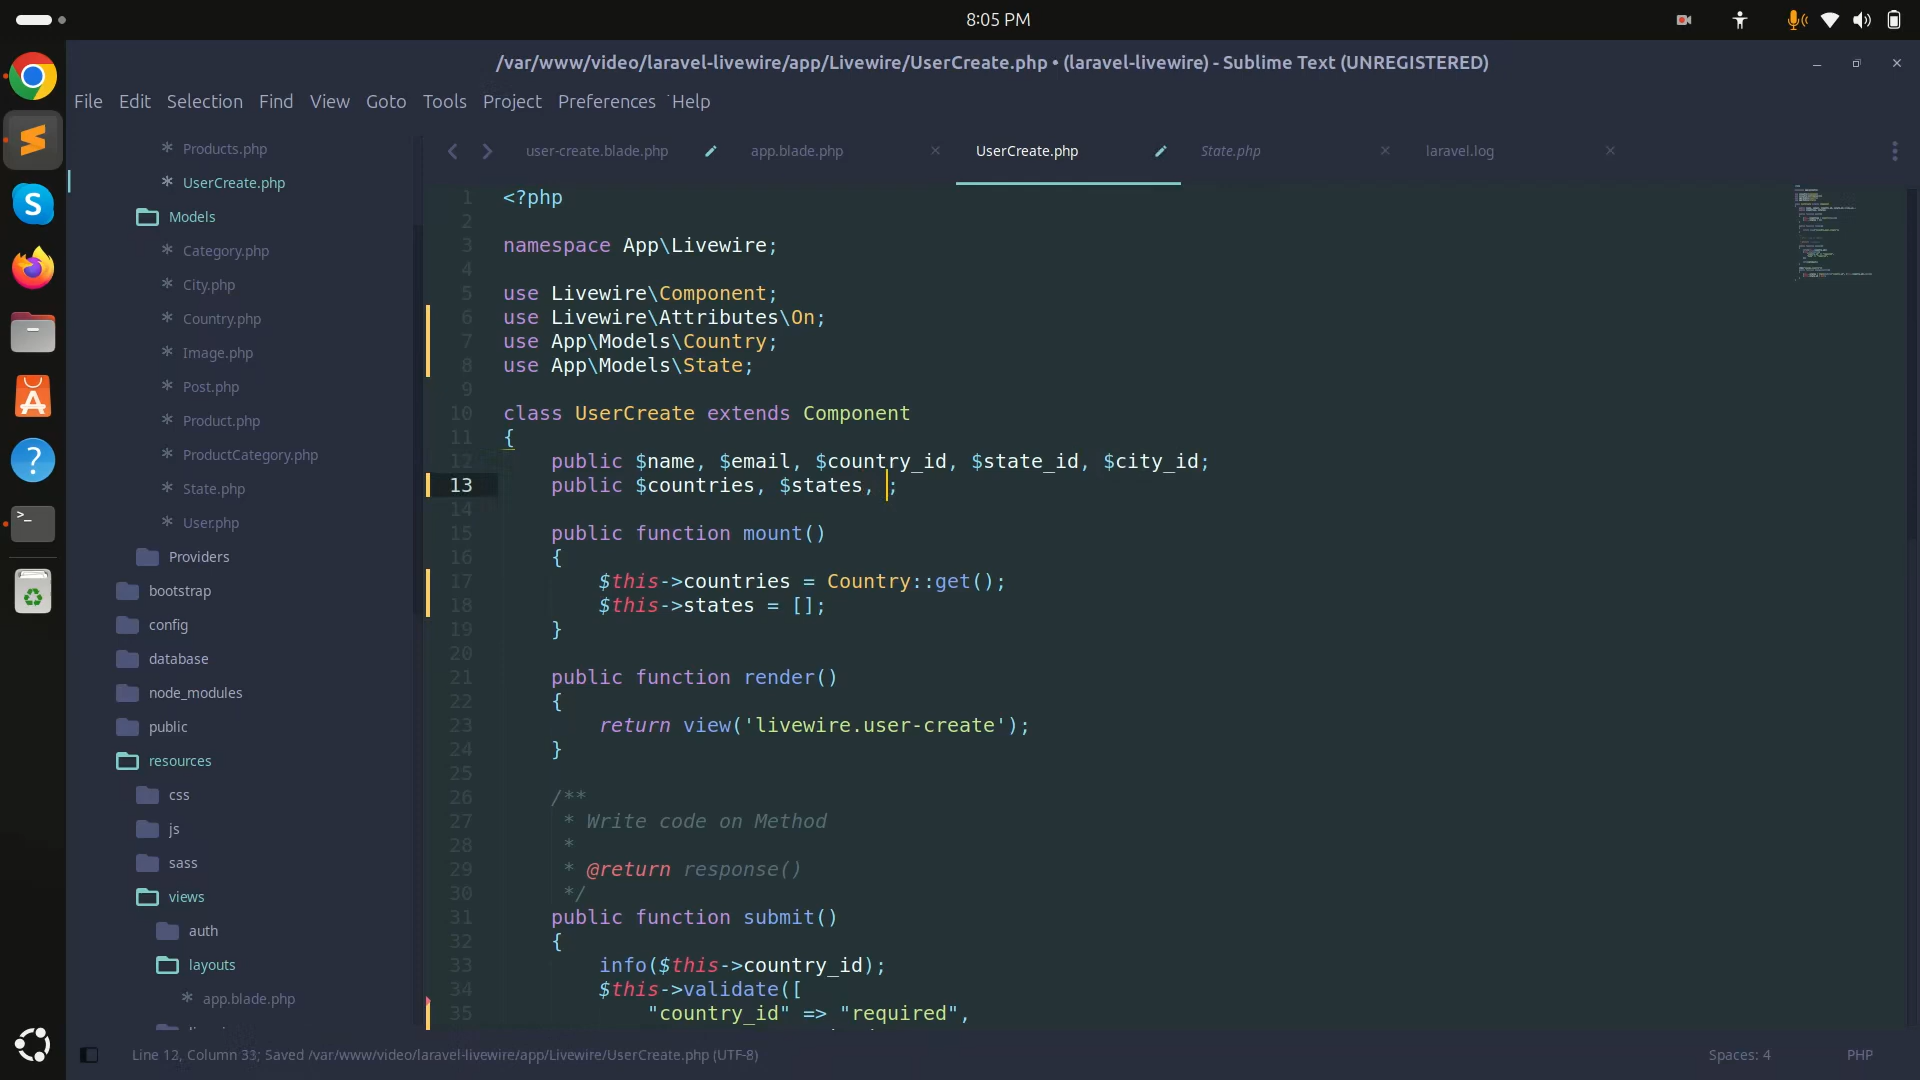 8:05 PM
/var/www/video/laravel-livewire/app/Livewire/UserCreate.php • (laravel-livewire) - Sublime Text (UNREGISTERED)
File Edit Selection Find View Goto Tools Project Preferences Help
Products.php
UserCreate.php
Models
Category.php
City.php
Country.php
Image.php
Post.php
Product.php
ProductCategory.php
State.php
User.php
Providers
bootstrap
config
database
node_modules
public
resources
css
js
sass
views
auth
layouts
app.blade.php
user-create.blade.php app.blade.php UserCreate.php State.php laravel.log
1 <?php
2
3 namespace App\Livewire;
4
5 use Livewire\Component;
6 use Livewire\Attributes\On;
7 use App\Models\Country;
8 use App\Models\State;
9
10 class UserCreate extends Component
11 {
12 public $name, $email, $country_id, $state_id, $city_id;
13 public $countries, $states, ;
14
15 public function mount()
16 {
17 $this->countries = Country::get();
18 $this->states = [];
19 }
20
21 public function render()
22 {
23 return view('livewire.user-create');
24 }
25
26 /**
27 * Write code on Method
28 *
29 * @return response()
30 */
31 public function submit()
32 {
33 info($this->country_id);
34 $this->validate([
35 "country_id" => "required",
Line 12, Column 33; Saved /var/www/video/laravel-livewire/app/Livewire/UserCreate.php (UTF-8)
Spaces: 4
PHP